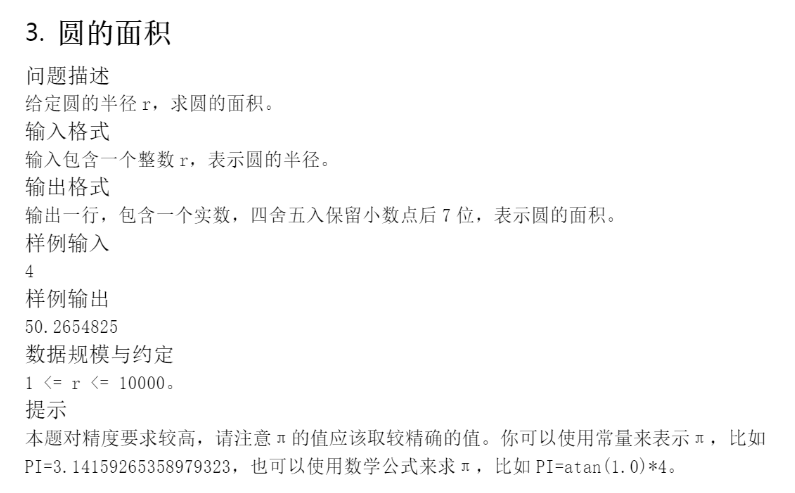 3. 圆的面积
问题描述
给定圆的半径 r，求圆的面积。
输入格式
输入包含一个整数 r，表示圆的半径。
输出格式
输出一行，包含一个实数，四舍五入保留小数点后 7 位，表示圆的面积。
样例输入
4
样例输出
50.2654825
数据规模与约定
1 <= r <= 10000。
提示
本题对精度要求较高，请注意 π 的值应该取较精确的值。你可以使用常量来表示 π，比如
PI=3.14159265358979323，也可以使用数学公式来求 π，比如 PI=atan(1.0)*4。